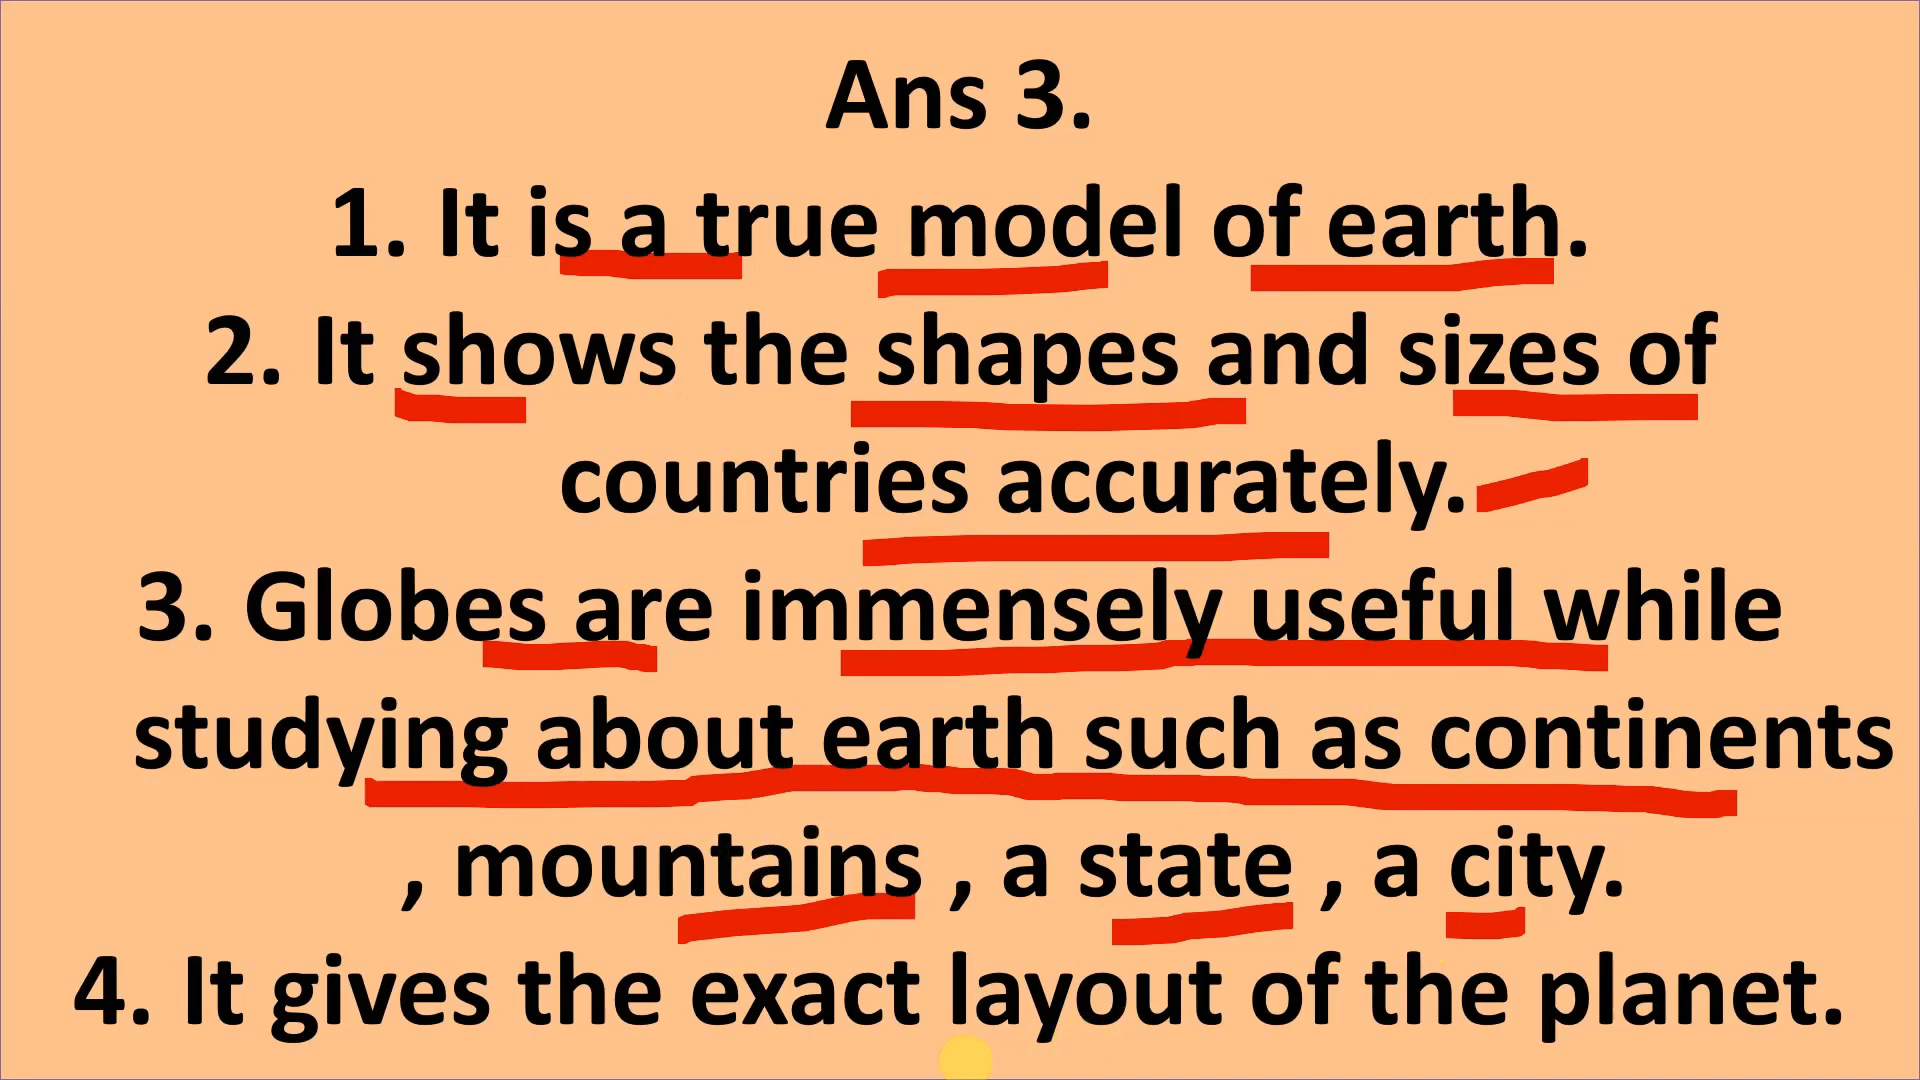 Ans 3.
1. It is a true model of earth.
2. It shows the shapes and sizes of
countries accurately.
3. Globes are immensely useful while
studying about earth such as continents
, mountains , a state , a city.
4. It gives the exact layout of the planet.